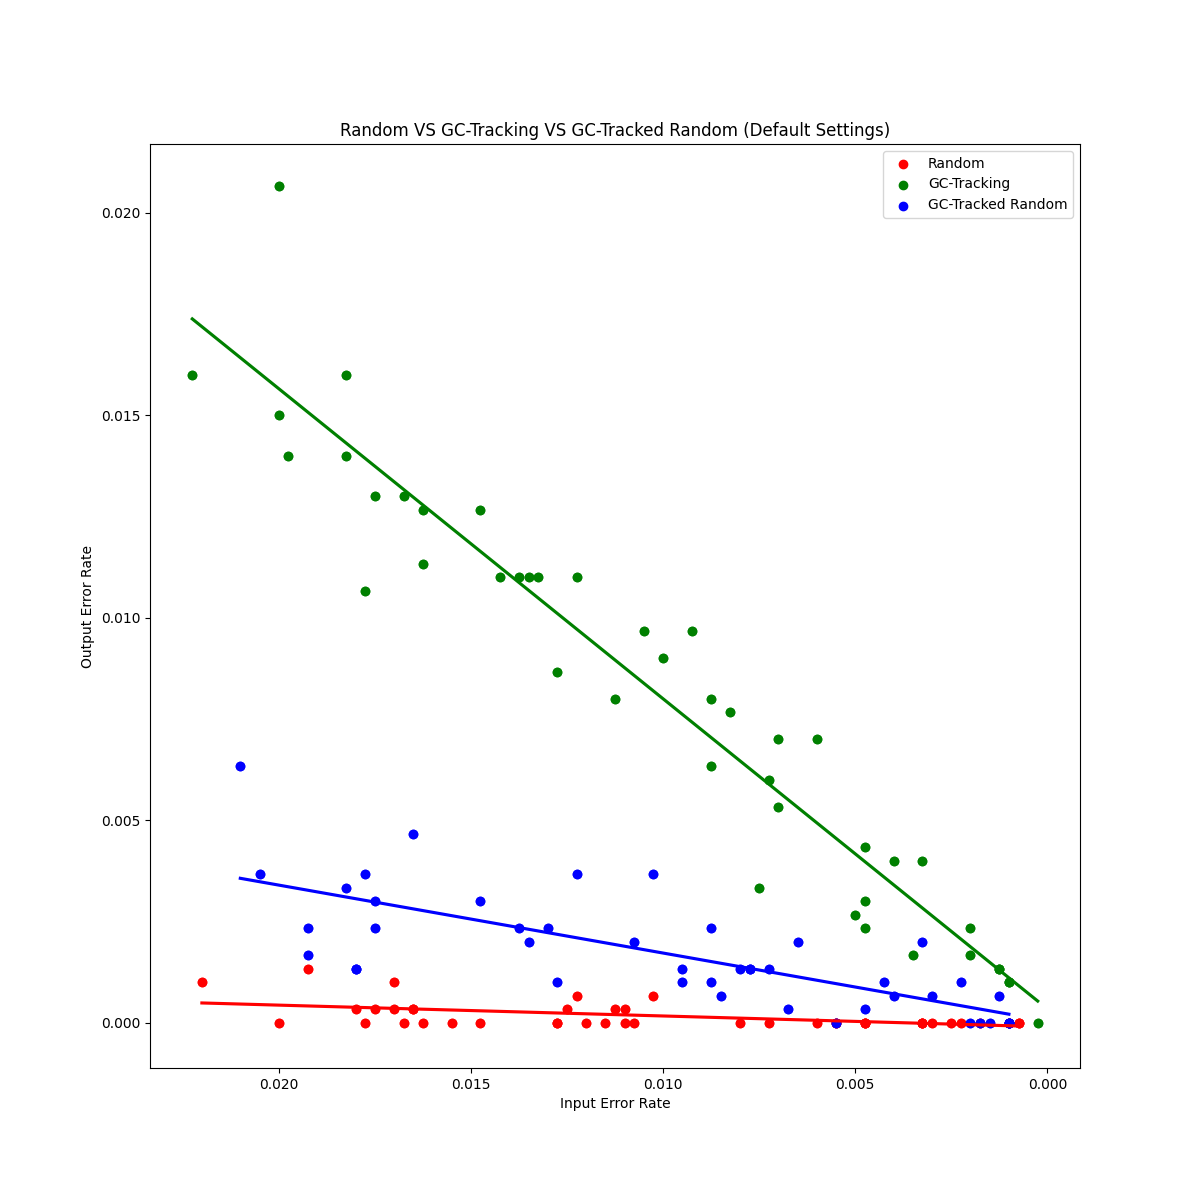 Random VS GC-Tracking VS GC-Tracked Random (Default Settings)
Random
GC-Tracking
GC-Tracked Random
0.020
0.015
0.010
0.005
0.000
Output Error Rate
0.020 0.015 0.010 0.005 0.000
Input Error Rate